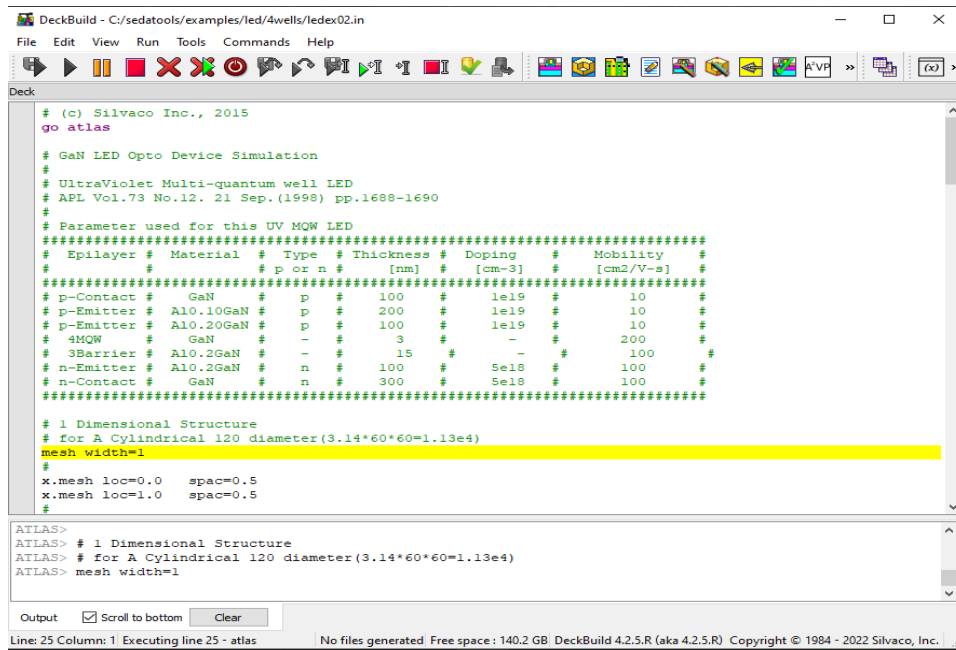 DeckBuild - C:/sedatools/examples/led/4wells/ledex02.in
File Edit View Run Tools Commands Help
A²VP » (x) »
Deck
# (c) Silvaco Inc., 2015
go atlas
# GaN LED Opto Device Simulation
#
# UltraViolet Multi-quantum well LED
# APL Vol.73 No.12. 21 Sep.(1998) pp.1688-1690
#
# Parameter used for this UV MQW LED
###########################################################################
# Epilayer # Material # Type # Thickness # Doping # Mobility #
# # # p or n # [nm] # [cm-3] # [cm2/V-s] #
###########################################################################
# p-Contact # GaN # p # 100 # 1e19 # 10 #
# p-Emitter # Al0.10GaN # p # 200 # 1e19 # 10 #
# p-Emitter # Al0.20GaN # p # 100 # 1e19 # 10 #
# 4MQW # GaN # - # 3 # - # 200 #
# 3Barrier # Al0.2GaN # - # 15 # - # 100 #
# n-Emitter # Al0.2GaN # n # 100 # 5e18 # 100 #
# n-Contact # GaN # n # 300 # 5e18 # 100 #
###########################################################################
# 1 Dimensional Structure
# for A Cylindrical 120 diameter(3.14*60*60=1.13e4)
mesh width=1
#
x.mesh loc=0.0 spac=0.5
x.mesh loc=1.0 spac=0.5
#
ATLAS>
ATLAS> # 1 Dimensional Structure
ATLAS> # for A Cylindrical 120 diameter(3.14*60*60=1.13e4)
ATLAS> mesh width=1
Output Scroll to bottom Clear
Line: 25 Column: 1 Executing line 25 - atlas No files generated Free space : 140.2 GB DeckBuild 4.2.5.R (aka 4.2.5.R) Copyright © 1984 - 2022 Silvaco, Inc.